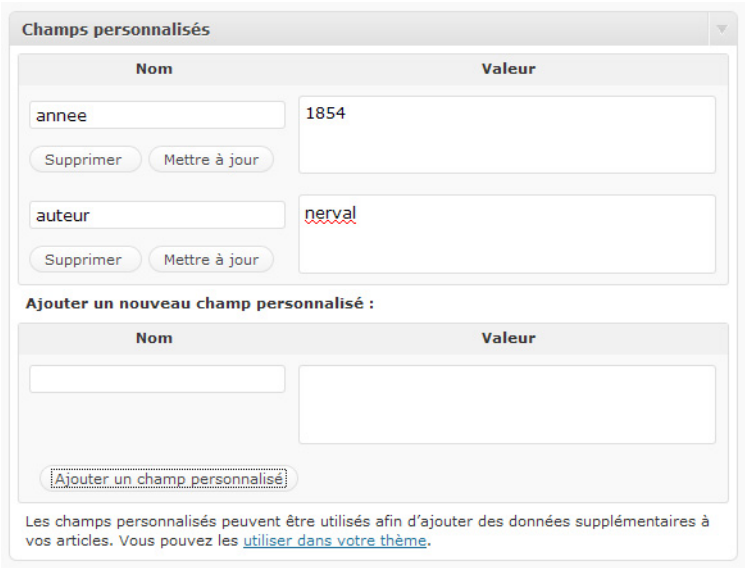 Champs personnalisés
Nom Valeur
annee 1854
Supprimer Mettre à jour
auteur nerval
Supprimer Mettre à jour
Ajouter un nouveau champ personnalisé :
Nom Valeur
Ajouter un champ personnalisé
Les champs personnalisés peuvent être utilisés afin d’ajouter des données supplémentaires à
vos articles. Vous pouvez les utiliser dans votre thème.